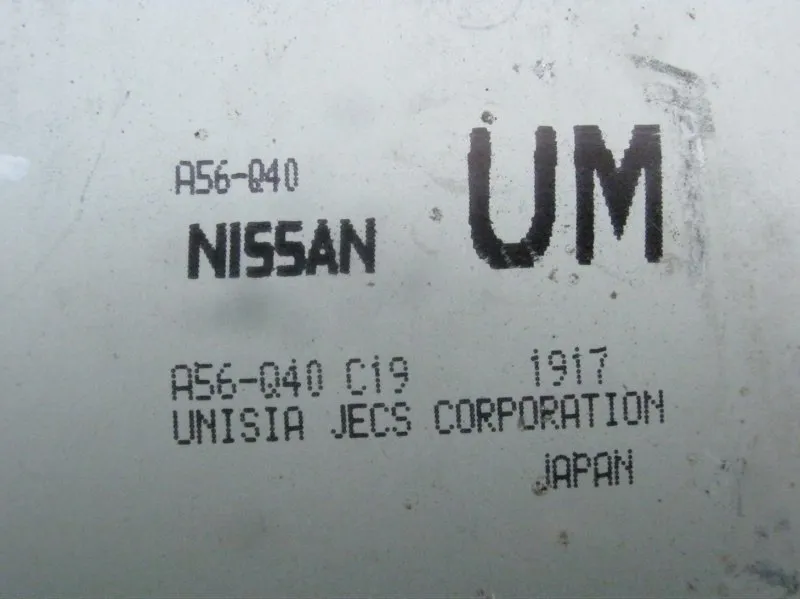 A56-Q40
UM
NISSAN
A56-Q40 C19 1917
UNISIA JECS CORPORATION
JAPAN